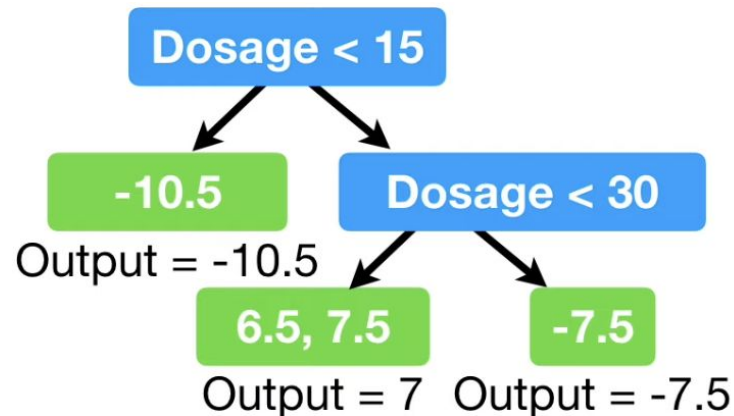 Dosage < 15
-10.5
Dosage < 30
Output = -10.5
6.5, 7.5
-7.5
Output = 7
Output = -7.5